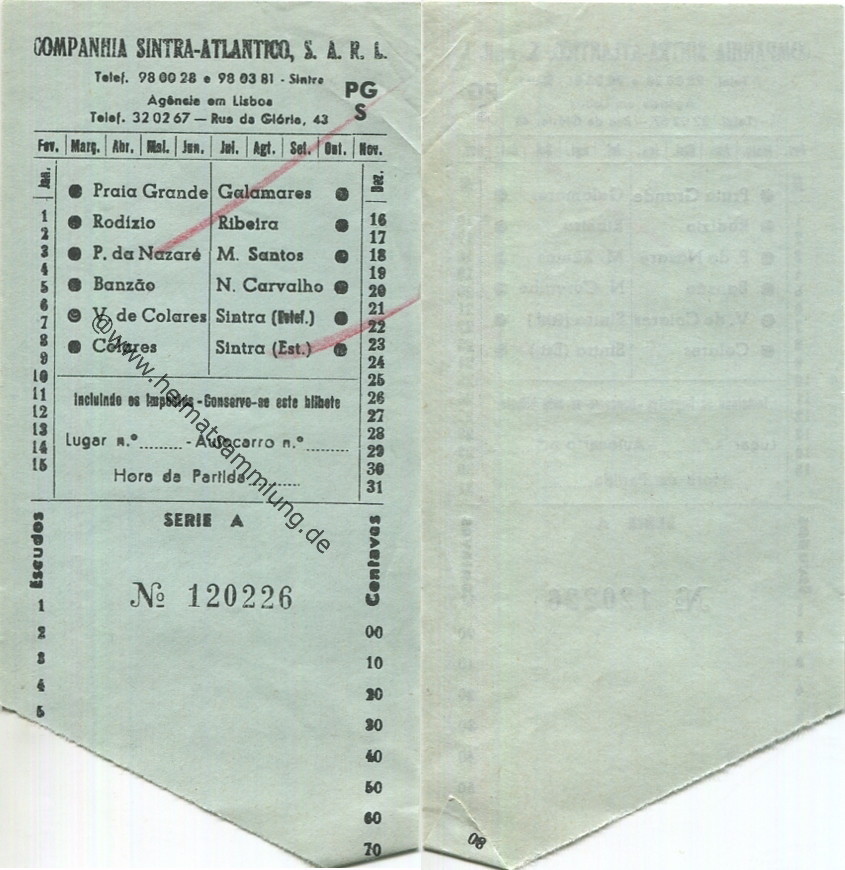 COMPANHIA SINTRA-ATLANTICO, S. A. R. L.
Telef. 98 00 28 e 98 03 81 - Sintra
Agência em Lisboa
Telef. 32 02 67 — Rua da Glória, 43
PG
S
Fev. Març. Abr. Mai. Jun. Jul. Agt. Set. Out. Nov.
Jan. Dez.
Praia Grande Galamares
Rodízio Ribeira
P. da Nazaré M. Santos
Banzão N. Carvalho
V. de Colares Sintra (Estef.)
Colares Sintra (Est.)
1 16
2 17
3 18
4 19
5 20
6 21
7 22
8 23
9 24
10 25
11 26
12 27
13 28
14 29
15 30
31
Incluindo os Impostos - Conserve-se este bilhete
Lugar n.º ........ - Autocarro n.º ........
Hora da Partida ..........
SERIE A
Escudos Centavos
Nº 120226
1
2 00
3 10
4 20
5 30
40
50
60
70
08
@www.heimatsammlung.de